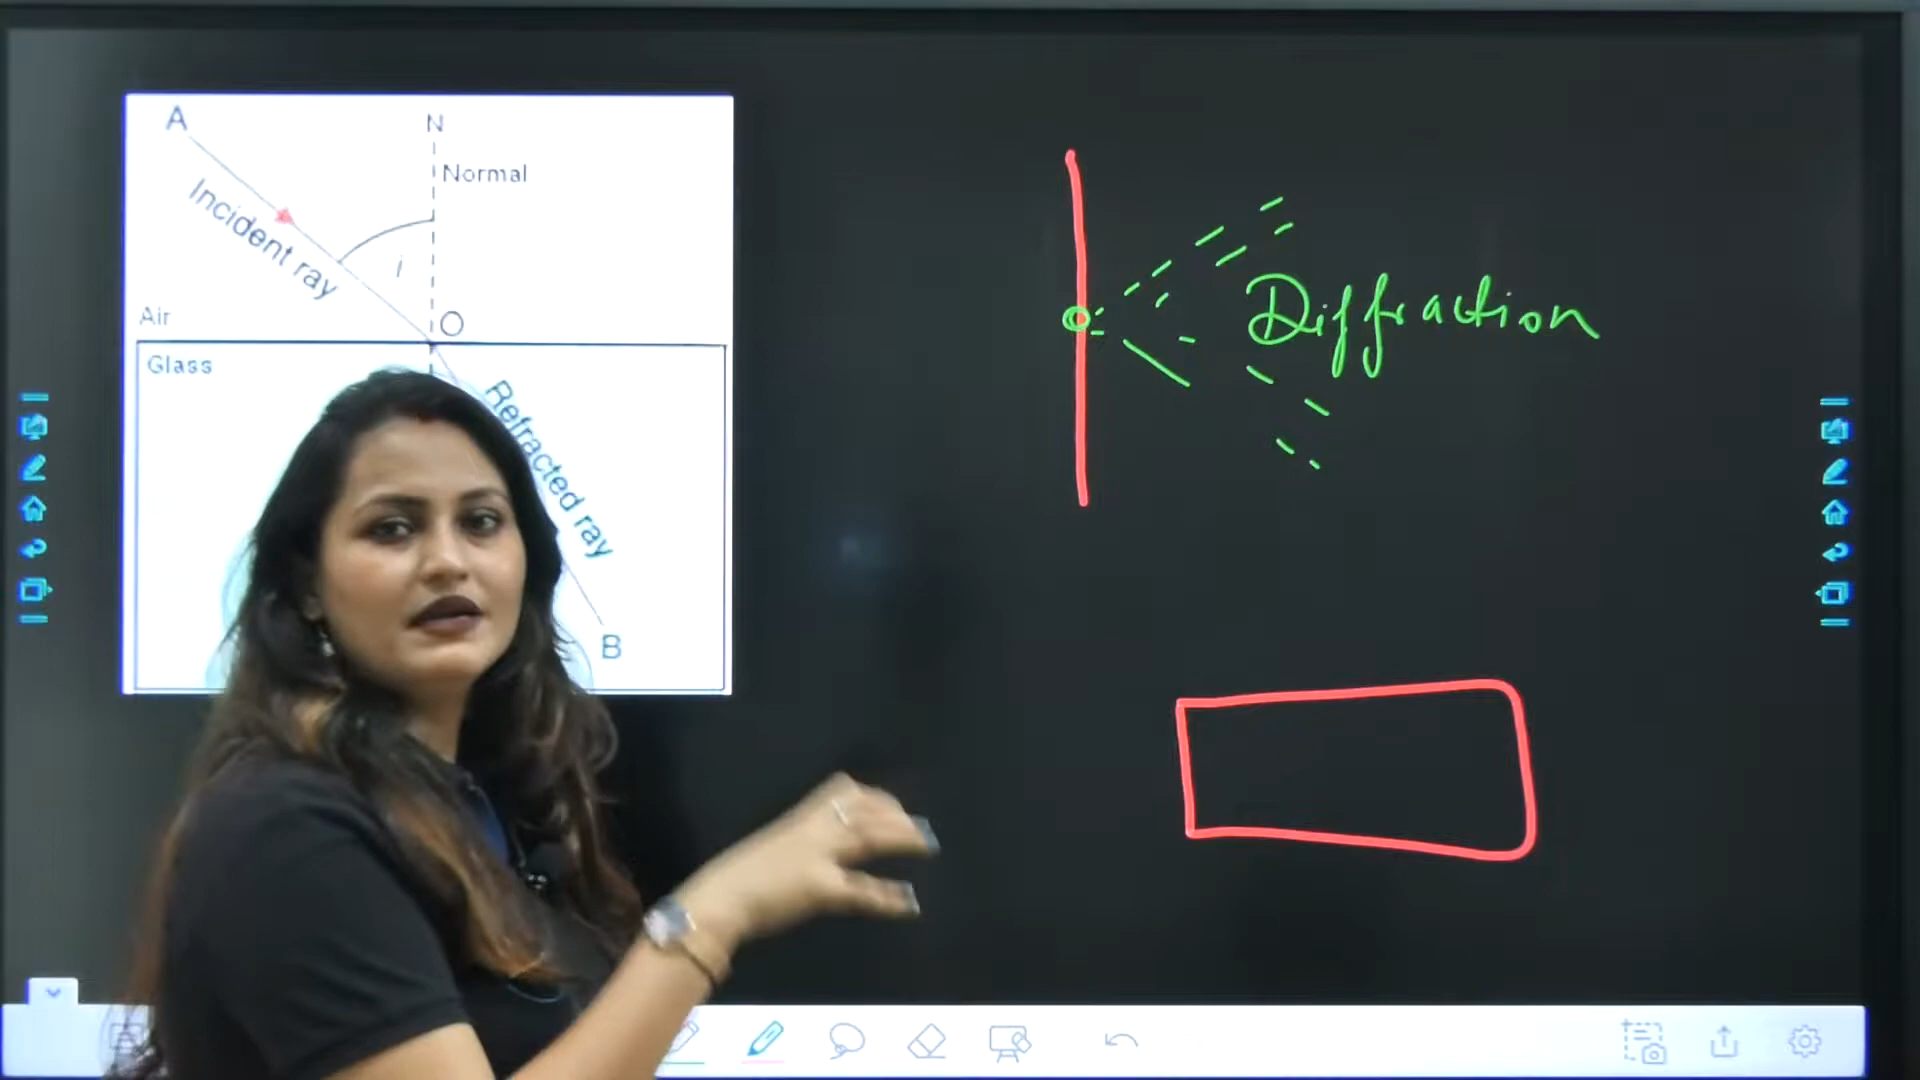 A
N
Normal
Incident ray
i
Air
O
Glass
Refracted ray
B
Diffraction